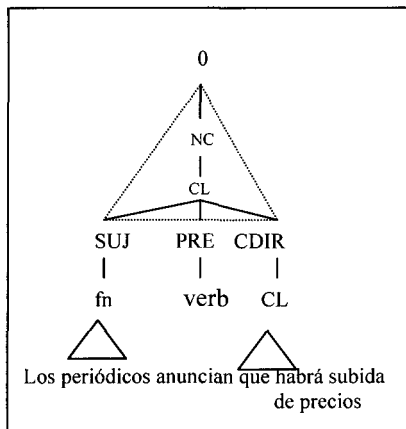 0
NC
CL
SUJ PRE CDIR
fn verb CL
Los periódicos anuncian que habrá subida
de precios